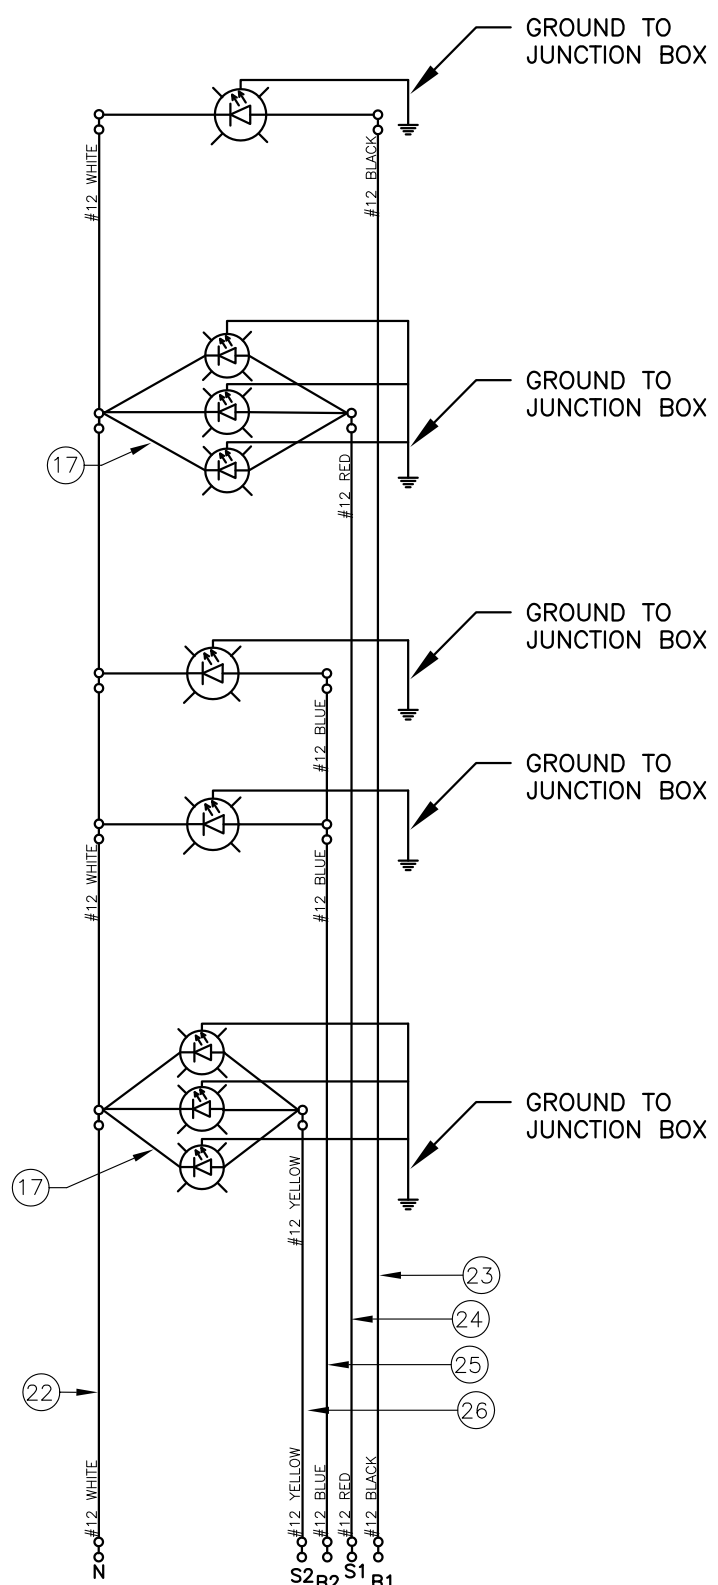 GROUND TO
JUNCTION BOX
#12 WHITE
#12 BLACK
GROUND TO
JUNCTION BOX
17
#12 RED
GROUND TO
JUNCTION BOX
#12 BLUE
GROUND TO
JUNCTION BOX
#12 WHITE
#12 BLUE
GROUND TO
JUNCTION BOX
17
#12 YELLOW
23
24
25
22
26
#12 WHITE
#12 YELLOW
#12 BLUE
#12 RED
#12 BLACK
N
S2
B2
S1
B1